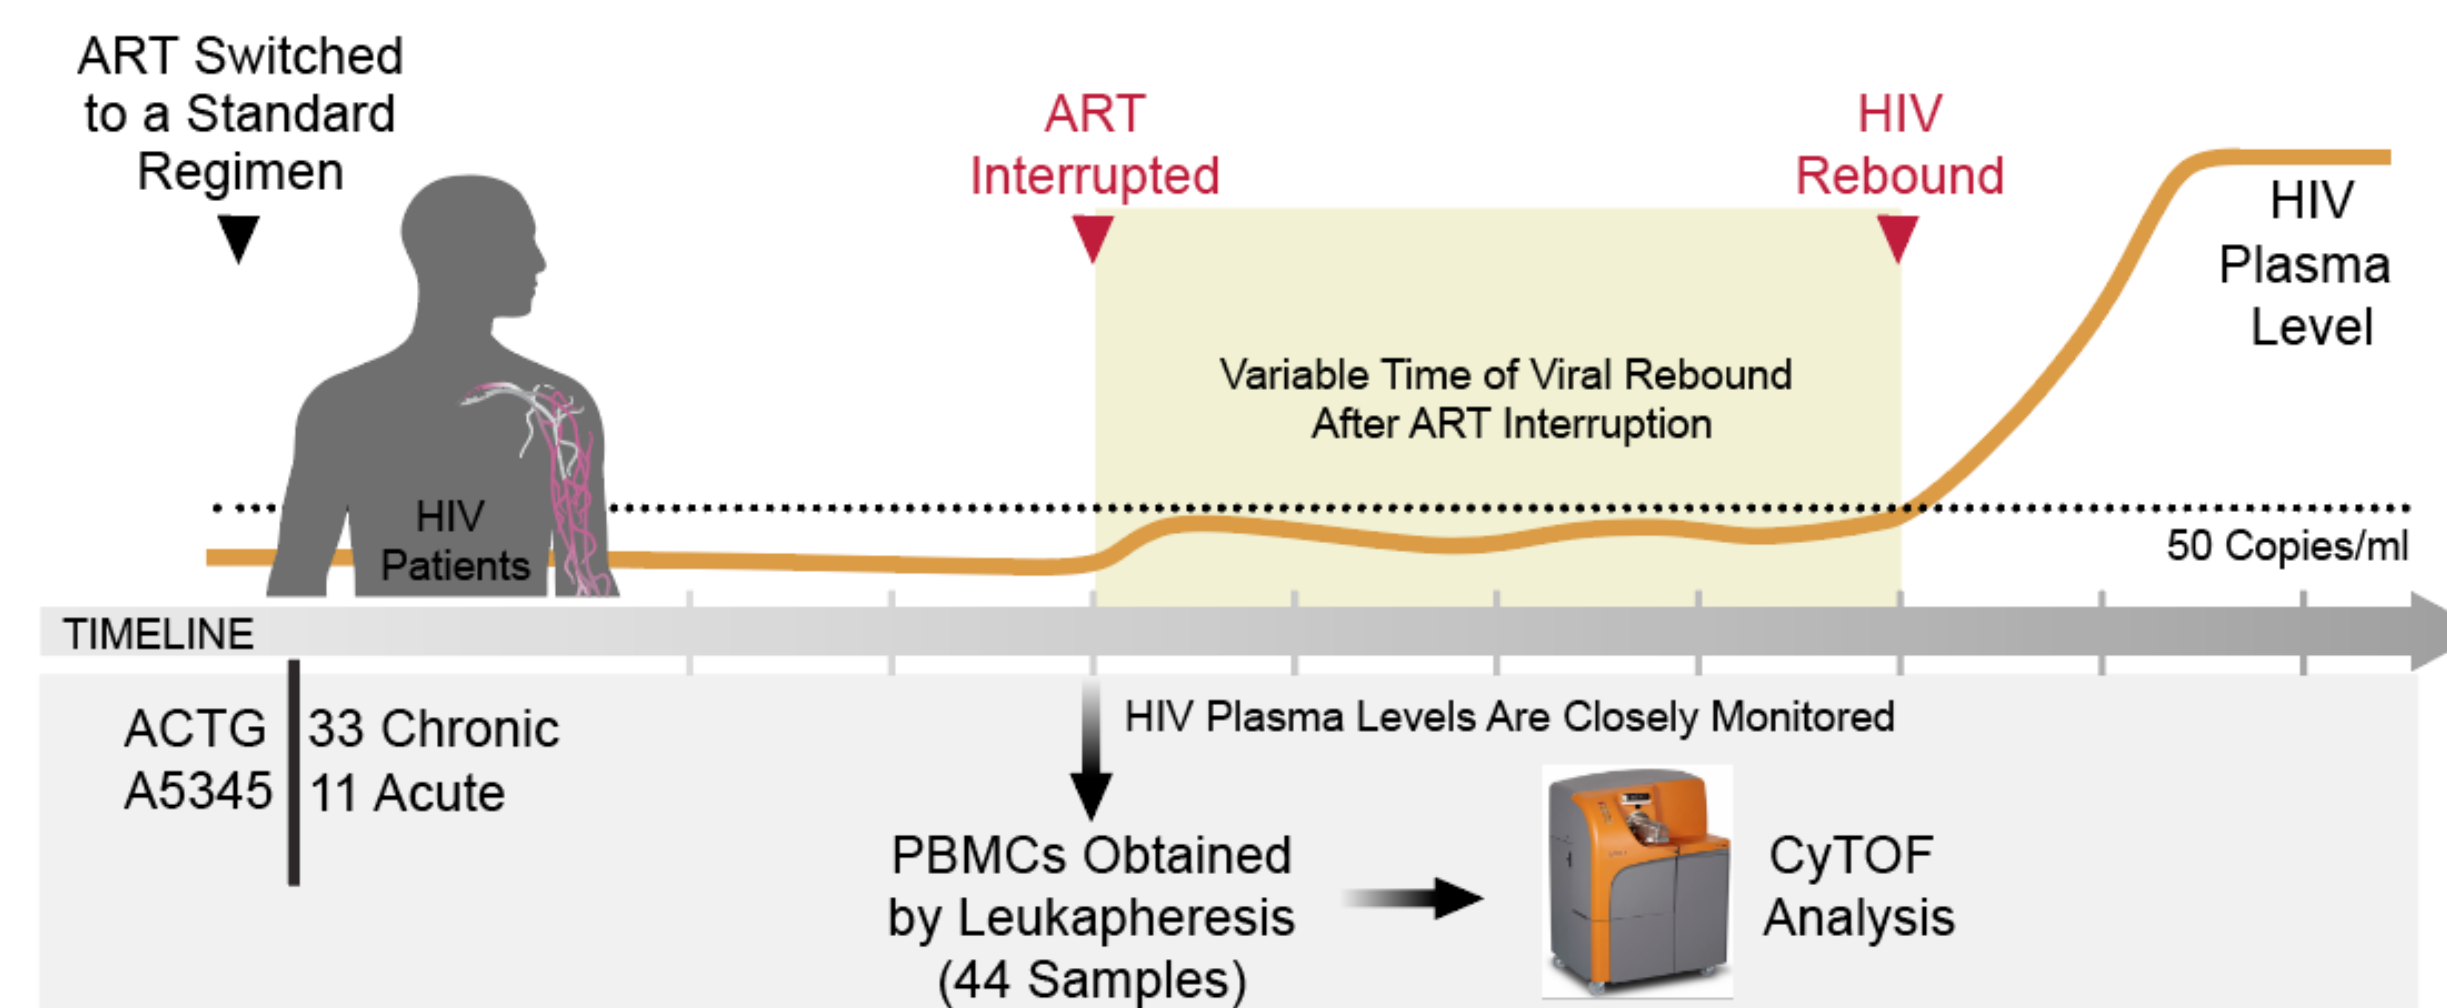 ART Switched
to a Standard
Regimen
ART
Interrupted
HIV
Rebound
HIV
Plasma
Level
Variable Time of Viral Rebound
After ART Interruption
HIV
Patients
50 Copies/ml
TIMELINE
ACTG
A5345
33 Chronic
11 Acute
HIV Plasma Levels Are Closely Monitored
PBMCs Obtained
by Leukapheresis
(44 Samples)
CyTOF
Analysis